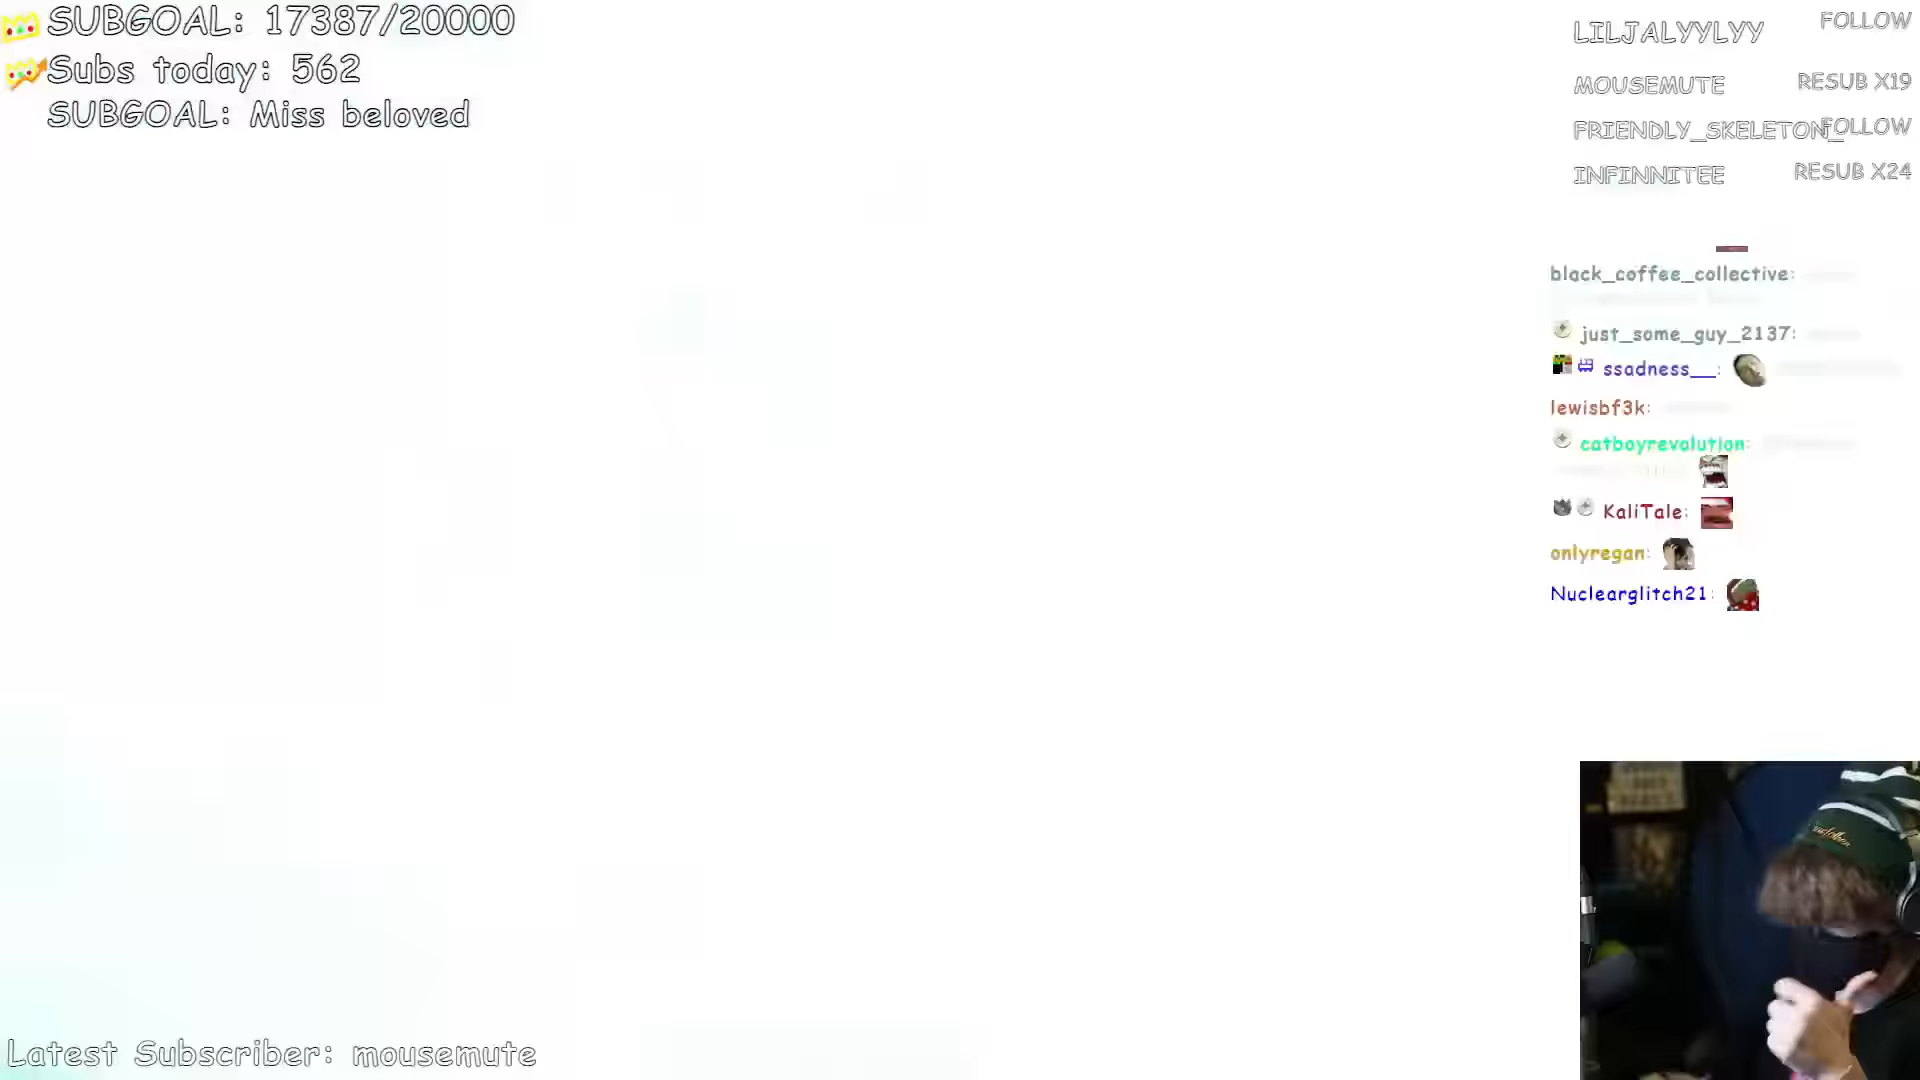 SUBGOAL: 17387/20000
Subs today: 562
SUBGOAL: Miss beloved
LILJALYYLYY FOLLOW
MOUSEMUTE RESUB X19
FRIENDLY_SKELETON_ FOLLOW
INFINNITEE RESUB X24
black_coffee_collective:
just_some_guy_2137:
ssadness__:
lewisbf3k:
catboyrevalution:
KaliTale:
onlyregan:
Nuclearglitch21:
Latest Subscriber: mousemute